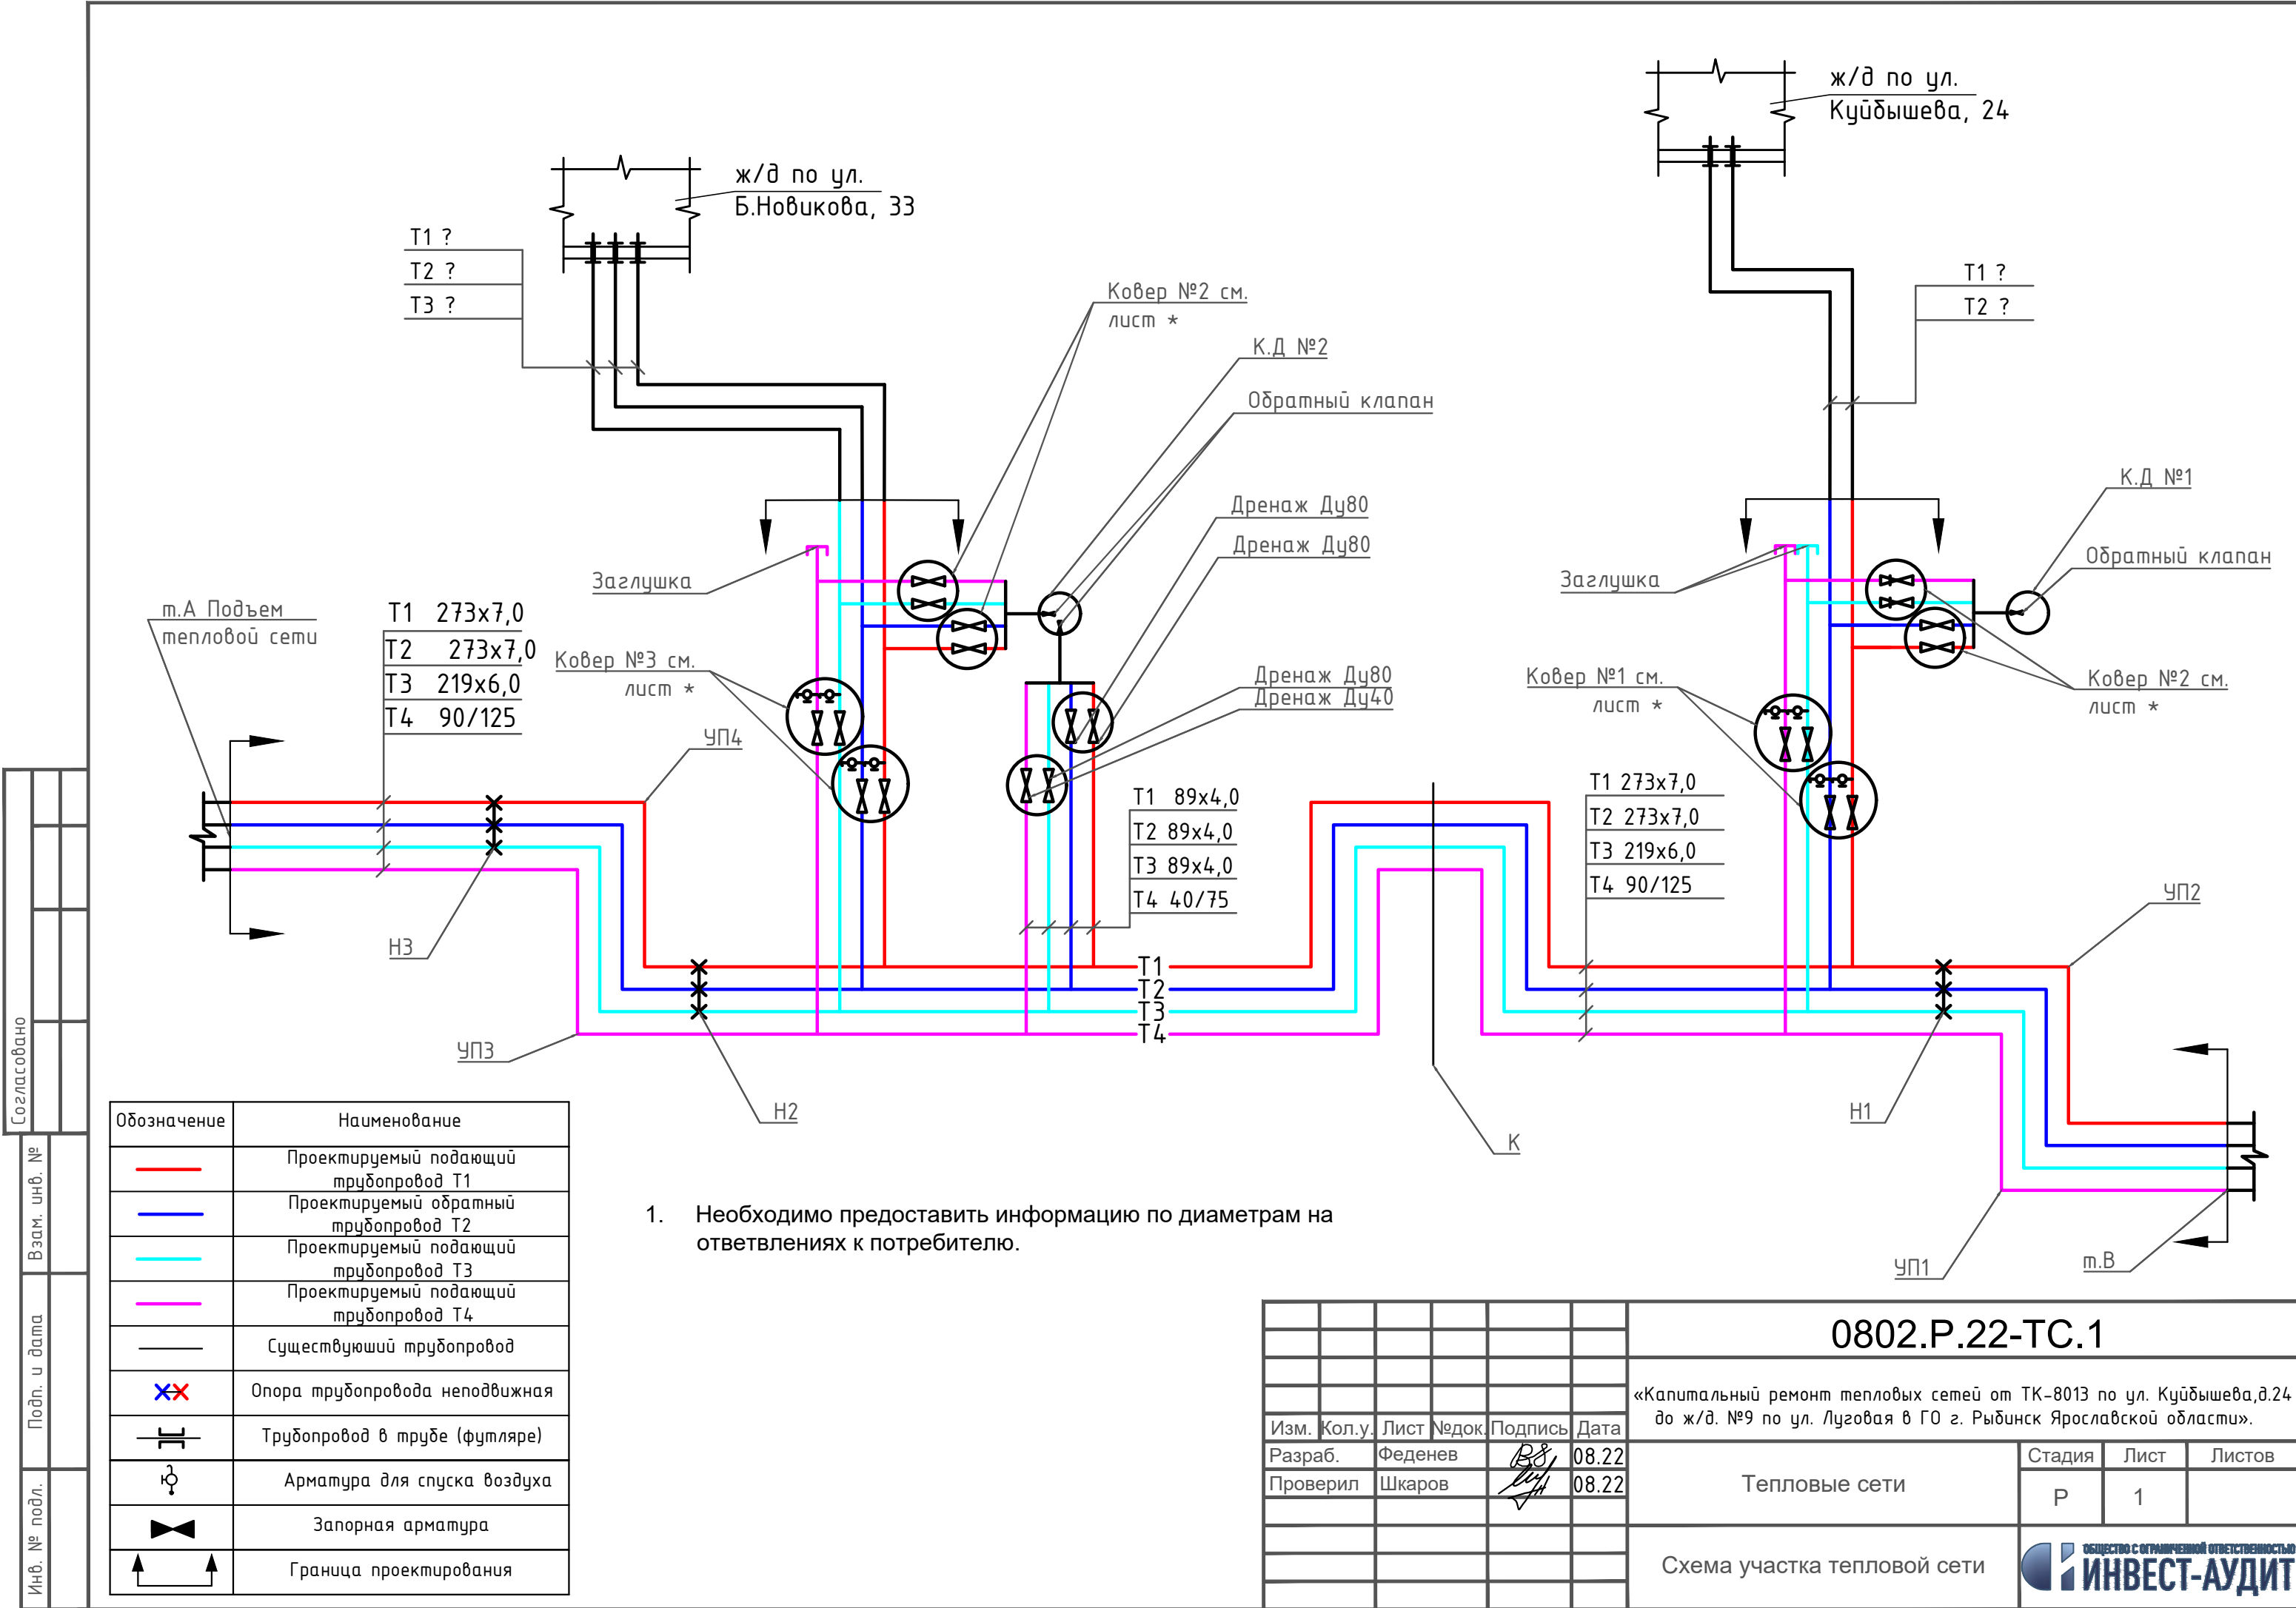 ж/д по ул.
Куйбышева, 24
ж/д по ул.
Б.Новикова, 33
Т1 ?
Т2 ?
Т3 ?
Ковер №2 см.
лист *
К.Д №2
Обратный клапан
Т1 ?
Т2 ?
К.Д №1
Обратный клапан
Дренаж Ду80
Дренаж Ду80
Заглушка
Заглушка
т.А Подъем
тепловой сети
Т1 273х7,0
Т2 273х7,0
Т3 219х6,0
Т4 90/125
Ковер №3 см.
лист *
УП4
Дренаж Ду80
Дренаж Ду40
Ковер №1 см.
лист *
Ковер №2 см.
лист *
Т1 89х4,0
Т2 89х4,0
Т3 89х4,0
Т4 40/75
Т1 273х7,0
Т2 273х7,0
Т3 219х6,0
Т4 90/125
УП2
Н3
Т1
Т2
Т3
Т4
УП3
Н2
К
Н1
УП1
т.В
Обозначение Наименование
Проектируемый подающий
трубопровод Т1
Проектируемый обратный
трубопровод Т2
Проектируемый подающий
трубопровод Т3
Проектируемый подающий
трубопровод Т4
Существуюший трубопровод
Опора трубопровода неподвижная
Трубопровод в трубе (футляре)
Арматура для спуска воздуха
Запорная арматура
Граница проектирования
1. Необходимо предоставить информацию по диаметрам на
ответвлениях к потребителю.
Согласовано
Взам. инв. №
Подп. и дата
Инв. № подл.
0802.Р.22-ТС.1
«Капитальный ремонт тепловых сетей от ТК-8013 по ул. Куйбышева,д.24
до ж/д. №9 по ул. Луговая в ГО г. Рыбинск Ярославской области».
Изм. Кол.у. Лист №док. Подпись Дата
Разраб. Феденев 08.22
Проверил Шкаров 08.22
Тепловые сети
Стадия Лист Листов
Р 1
Схема участка тепловой сети
ОБЩЕСТВО С ОГРАНИЧЕННОЙ ОТВЕТСТВЕННОСТЬЮ
ИНВЕСТ-АУДИТ